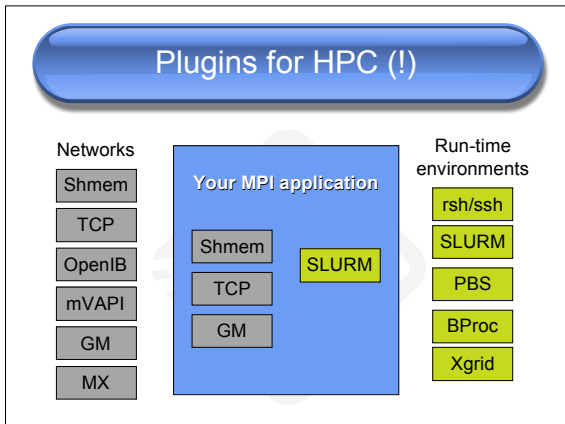 Plugins for HPC (!)
Networks
Shmem
TCP
OpenIB
mVAPI
GM
MX
Your MPI application
Shmem
TCP
GM
SLURM
Run-time
environments
rsh/ssh
SLURM
PBS
BProc
Xgrid